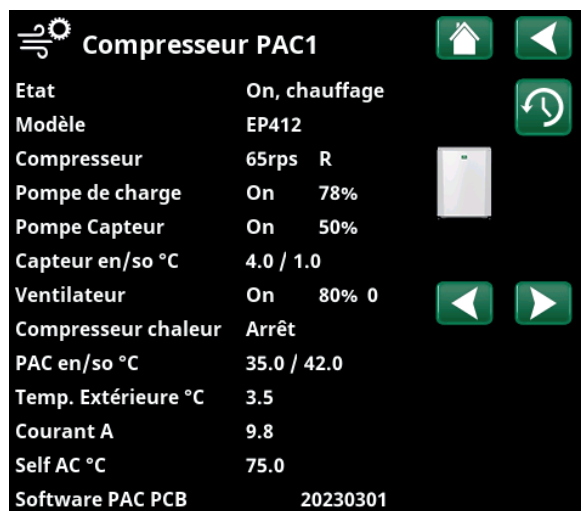 Compresseur PAC1
Etat On, chauffage
Modèle EP412
Compresseur 65rps R
Pompe de charge On 78%
Pompe Capteur On 50%
Capteur en/so °C 4.0 / 1.0
Ventilateur On 80% 0
Compresseur chaleur Arrêt
PAC en/so °C 35.0 / 42.0
Temp. Extérieure °C 3.5
Courant A 9.8
Self AC °C 75.0
Software PAC PCB 20230301